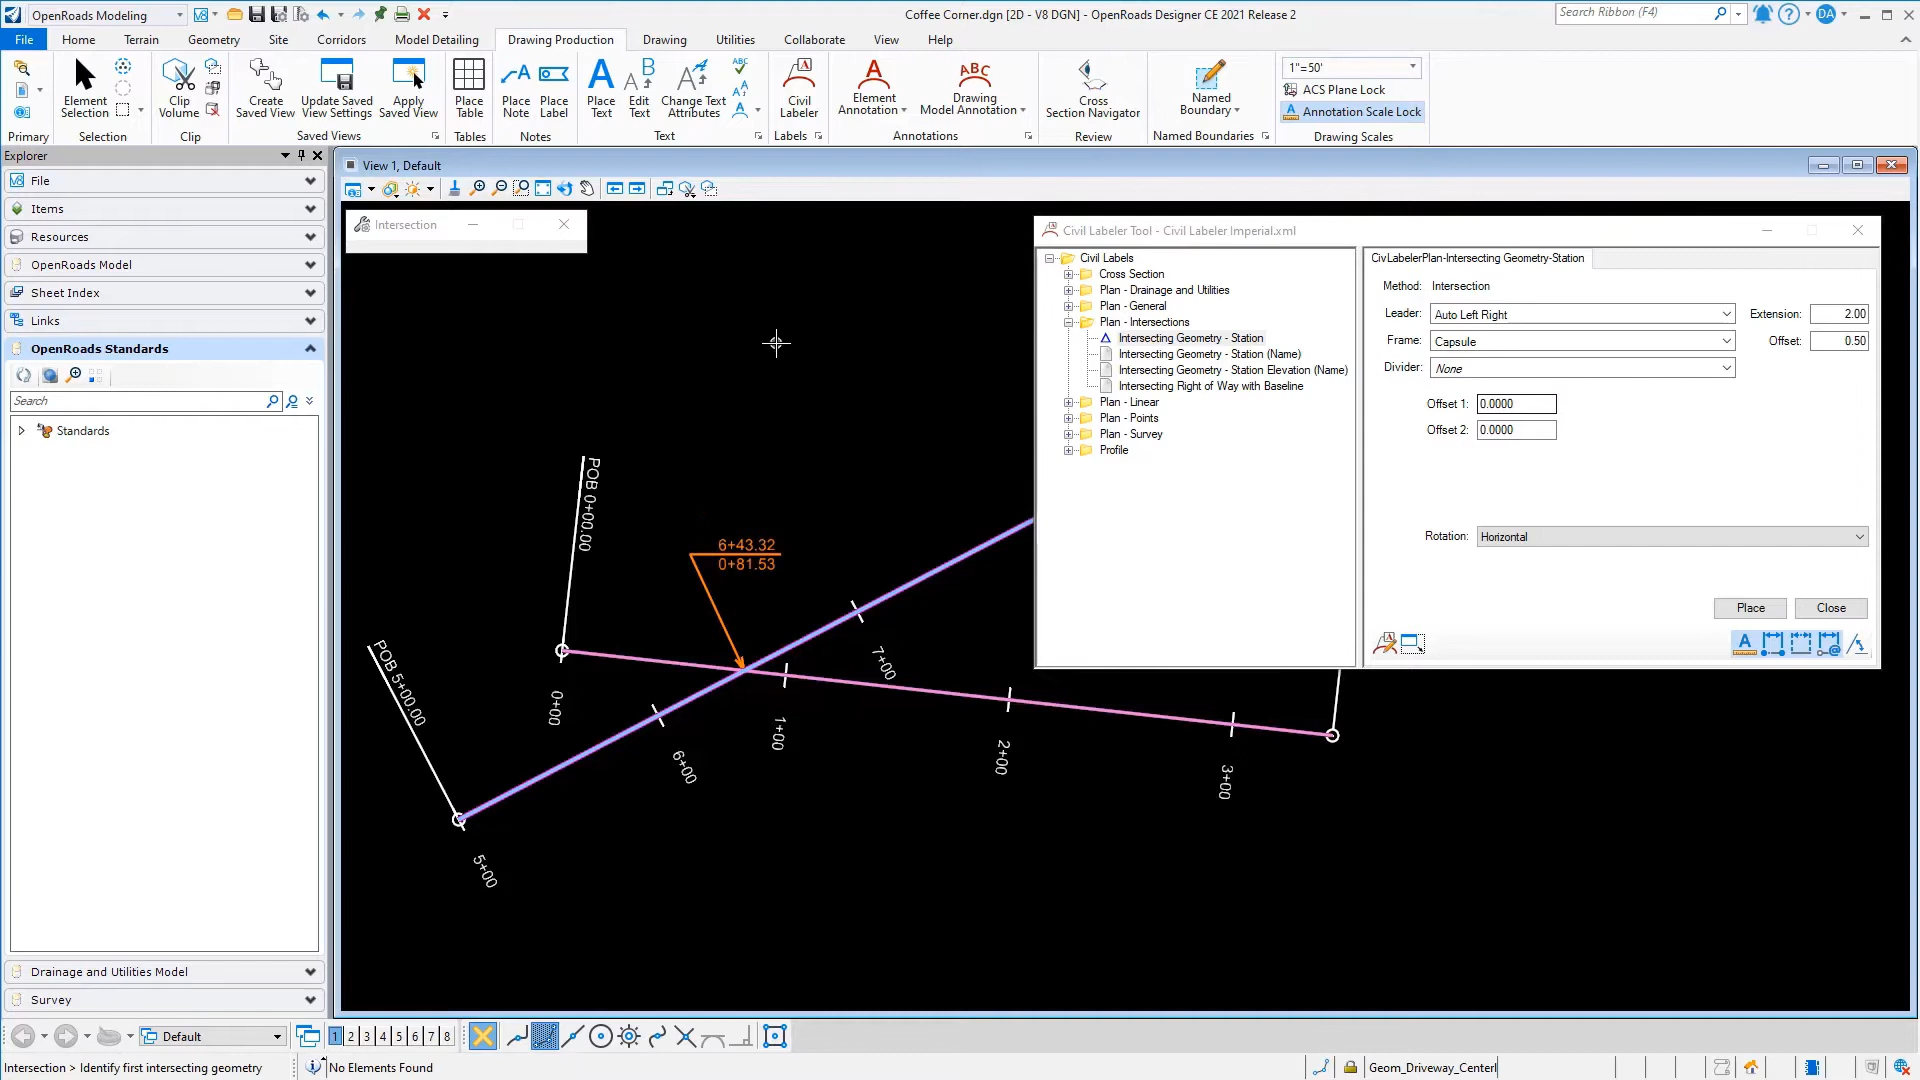 OpenRoads Modeling
Coffee Corner.dgn [2D - V8 DGN] - OpenRoads Designer CE 2021 Release 2
Search Ribbon (F4)
DA
File
Home
Terrain
Geometry
Site
Corridors
Model Detailing
Drawing Production
Drawing
Utilities
Collaborate
View
Help
Element Selection
Clip Volume
Create Saved View
Update Saved View Settings
Apply Saved View
Place Table
Place Note
Place Label
Place Text
Edit Text
Change Text Attributes
Civil Labeler
Element Annotation
Drawing Model Annotation
Cross Section Navigator
Named Boundary
1"=50'
ACS Plane Lock
Annotation Scale Lock
Primary
Selection
Clip
Saved Views
Tables
Notes
Text
Labels
Annotations
Review
Named Boundaries
Drawing Scales
Explorer
File
Items
Resources
OpenRoads Model
Sheet Index
Links
OpenRoads Standards
Search
Standards
Drainage and Utilities Model
Survey
View 1, Default
Intersection
POB 0+00.00
POB 5+00.00
6+43.32
0+81.53
0+00
1+00
2+00
3+00
5+00
6+00
7+00
Civil Labeler Tool - Civil Labeler Imperial.xml
Civil Labels
Cross Section
Plan - Drainage and Utilities
Plan - General
Plan - Intersections
Intersecting Geometry - Station
Intersecting Geometry - Station (Name)
Intersecting Geometry - Station Elevation (Name)
Intersecting Right of Way with Baseline
Plan - Linear
Plan - Points
Plan - Survey
Profile
CivLabelerPlan-Intersecting Geometry-Station
Method: Intersection
Leader: Auto Left Right
Extension: 2.00
Frame: Capsule
Offset: 0.50
Divider: None
Offset 1: 0.0000
Offset 2: 0.0000
Rotation: Horizontal
Place
Close
Default
1 2 3 4 5 6 7 8
Intersection > Identify first intersecting geometry
No Elements Found
Geom_Driveway_Centerl